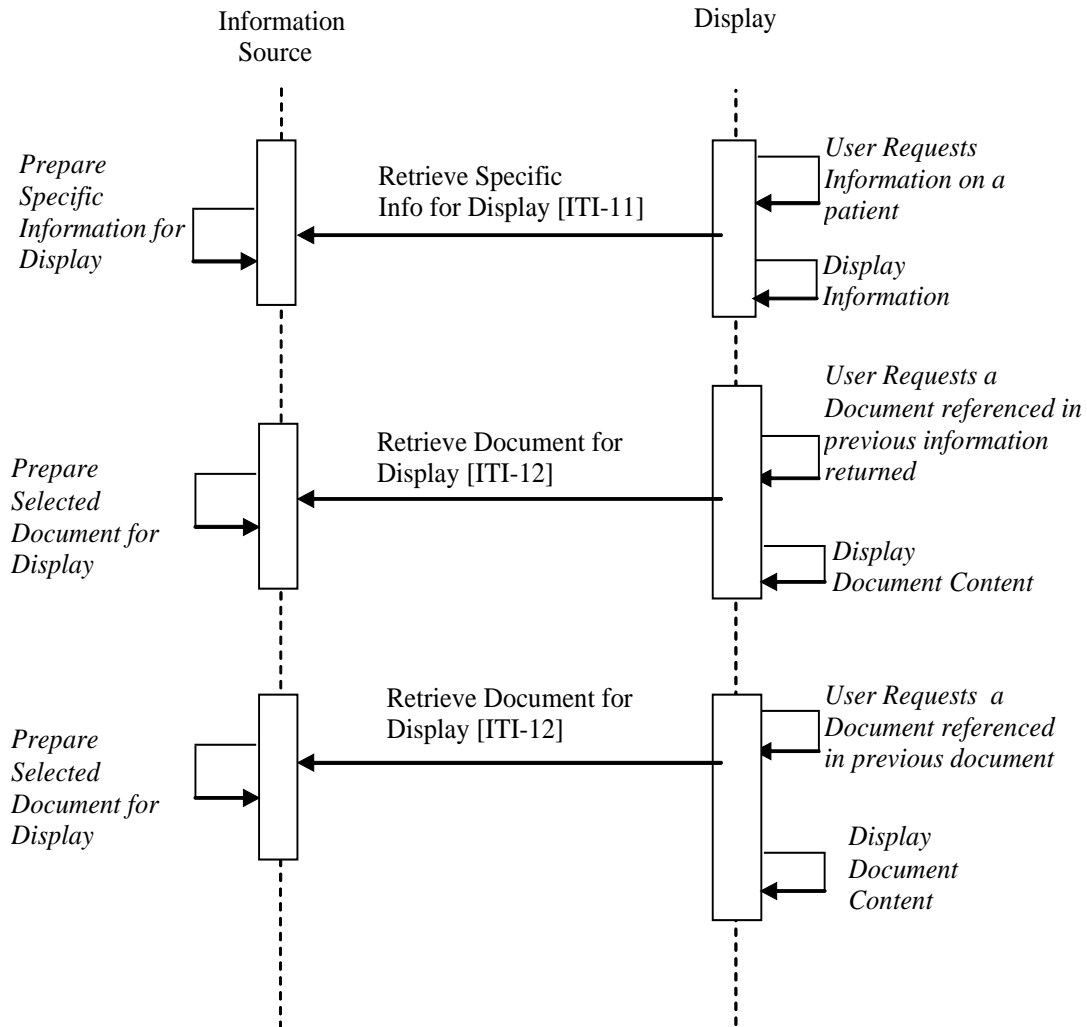 Information
Source
Display
Prepare
Specific
Information for
Display
Retrieve Specific
Info for Display [ITI-11]
User Requests
Information on a
patient
Display
Information
Prepare
Selected
Document for
Display
Retrieve Document for
Display [ITI-12]
User Requests a
Document referenced in
previous information
returned
Display
Document Content
Prepare
Selected
Document for
Display
Retrieve Document for
Display [ITI-12]
User Requests  a
Document referenced
in previous document
Display
Document
Content